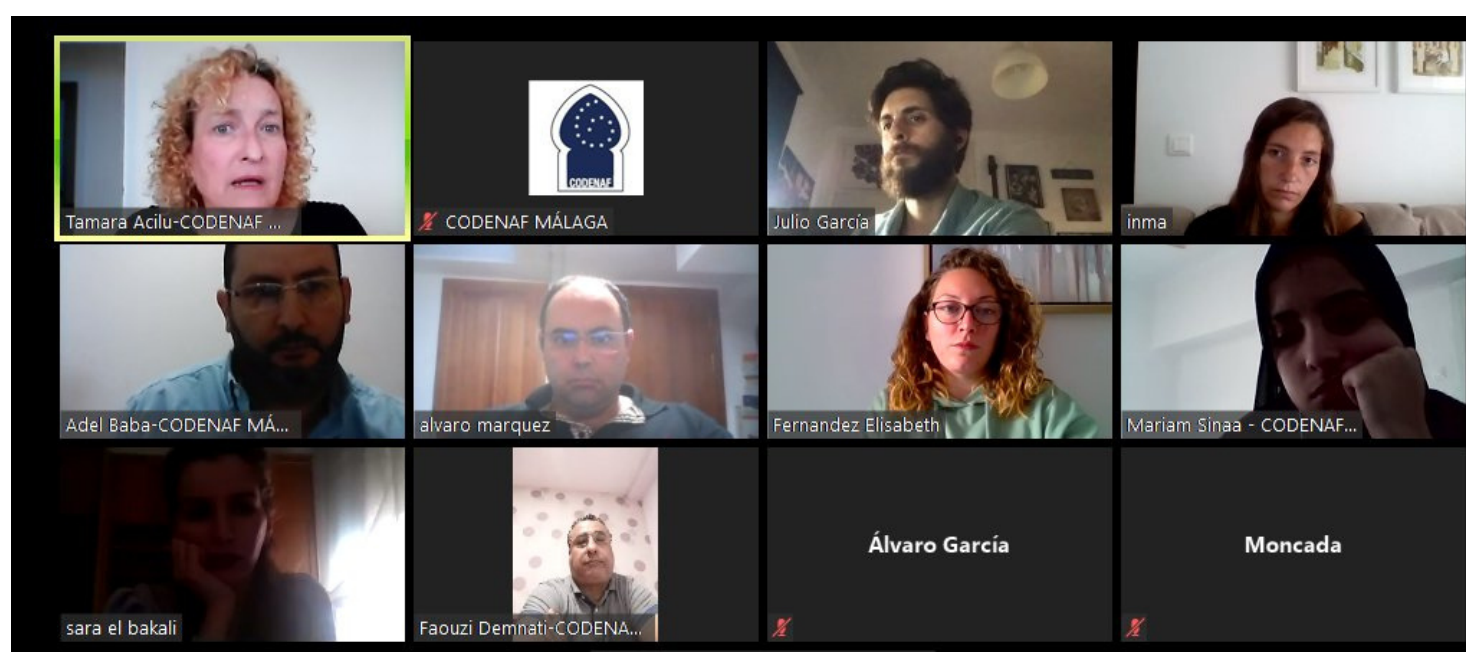 Tamara Acilu-CODENAF ...
CODENAF
CODENAF MÁLAGA
Julio García
inma
Adel Baba-CODENAF MÁ...
alvaro marquez
Fernandez Elisabeth
Mariam Sinaa - CODENAF...
sara el bakali
Faouzi Demnati-CODENA...
Álvaro García
Moncada